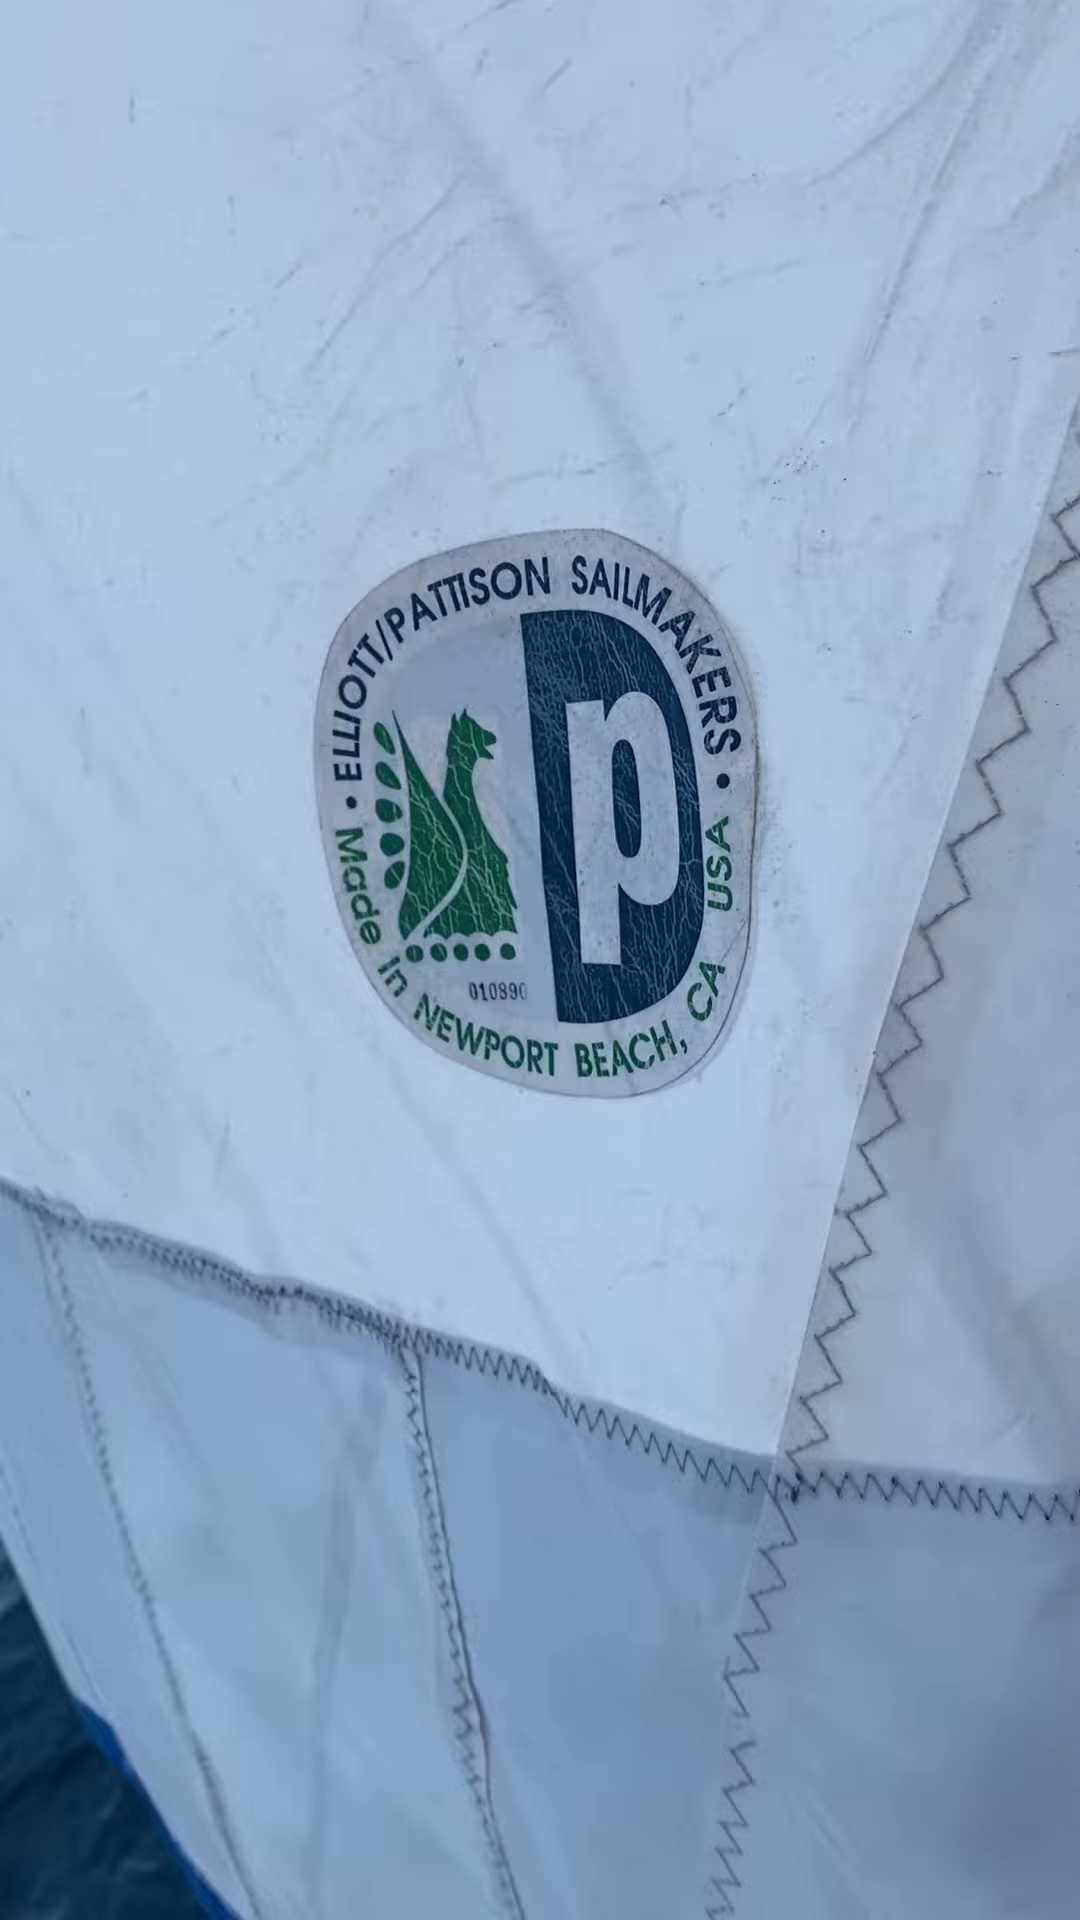 • ELLIOTT/PATTISON SAILMAKERS •
p
010890
Made In NEWPORT BEACH, CA USA